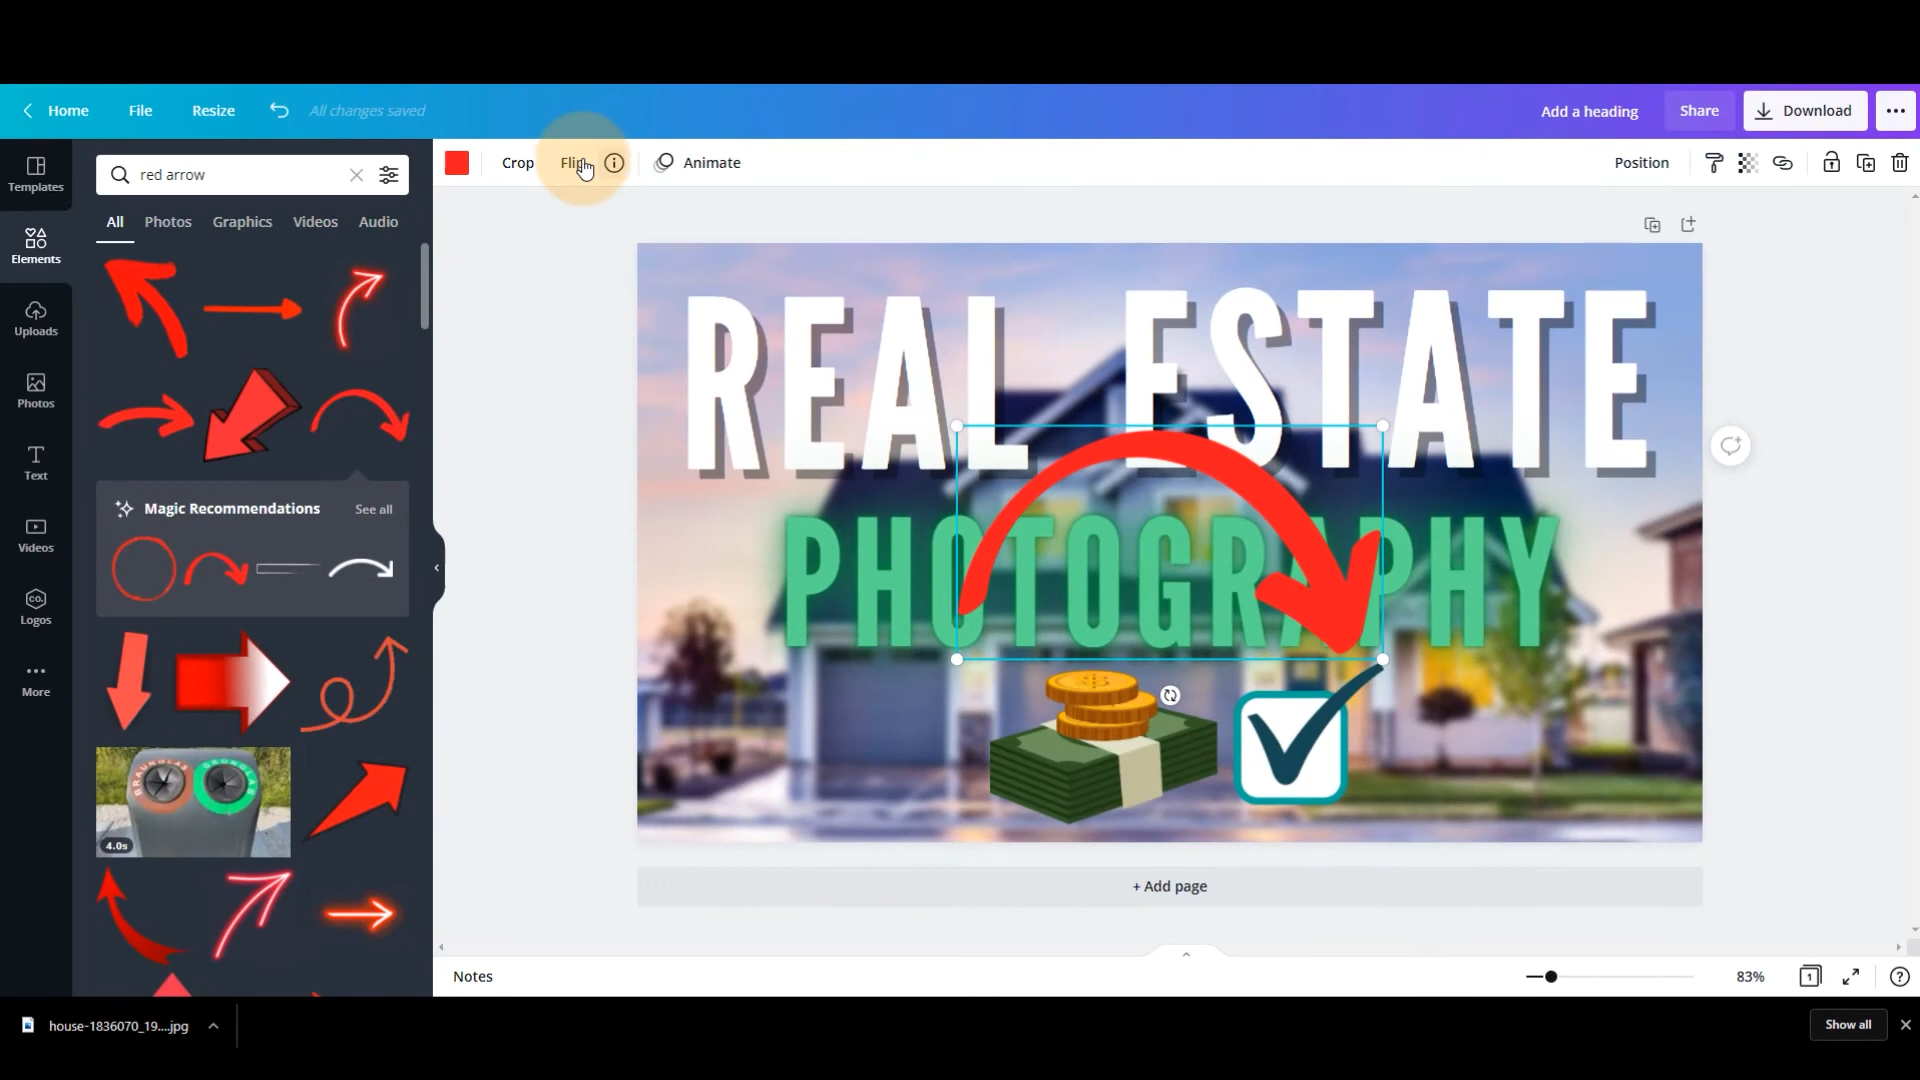 Home File Resize All changes saved Add a heading Share Download
Templates
Elements
Uploads
Photos
Text
Videos
Logos
More
red arrow
All Photos Graphics Videos Audio
Magic Recommendations See all
BRAUNGLAS
4.0s
Crop Flip Animate Position
REAL ESTATE
PHOTOGRAPHY
+ Add page
Notes 83% 1
house-1836070_19....jpg Show all